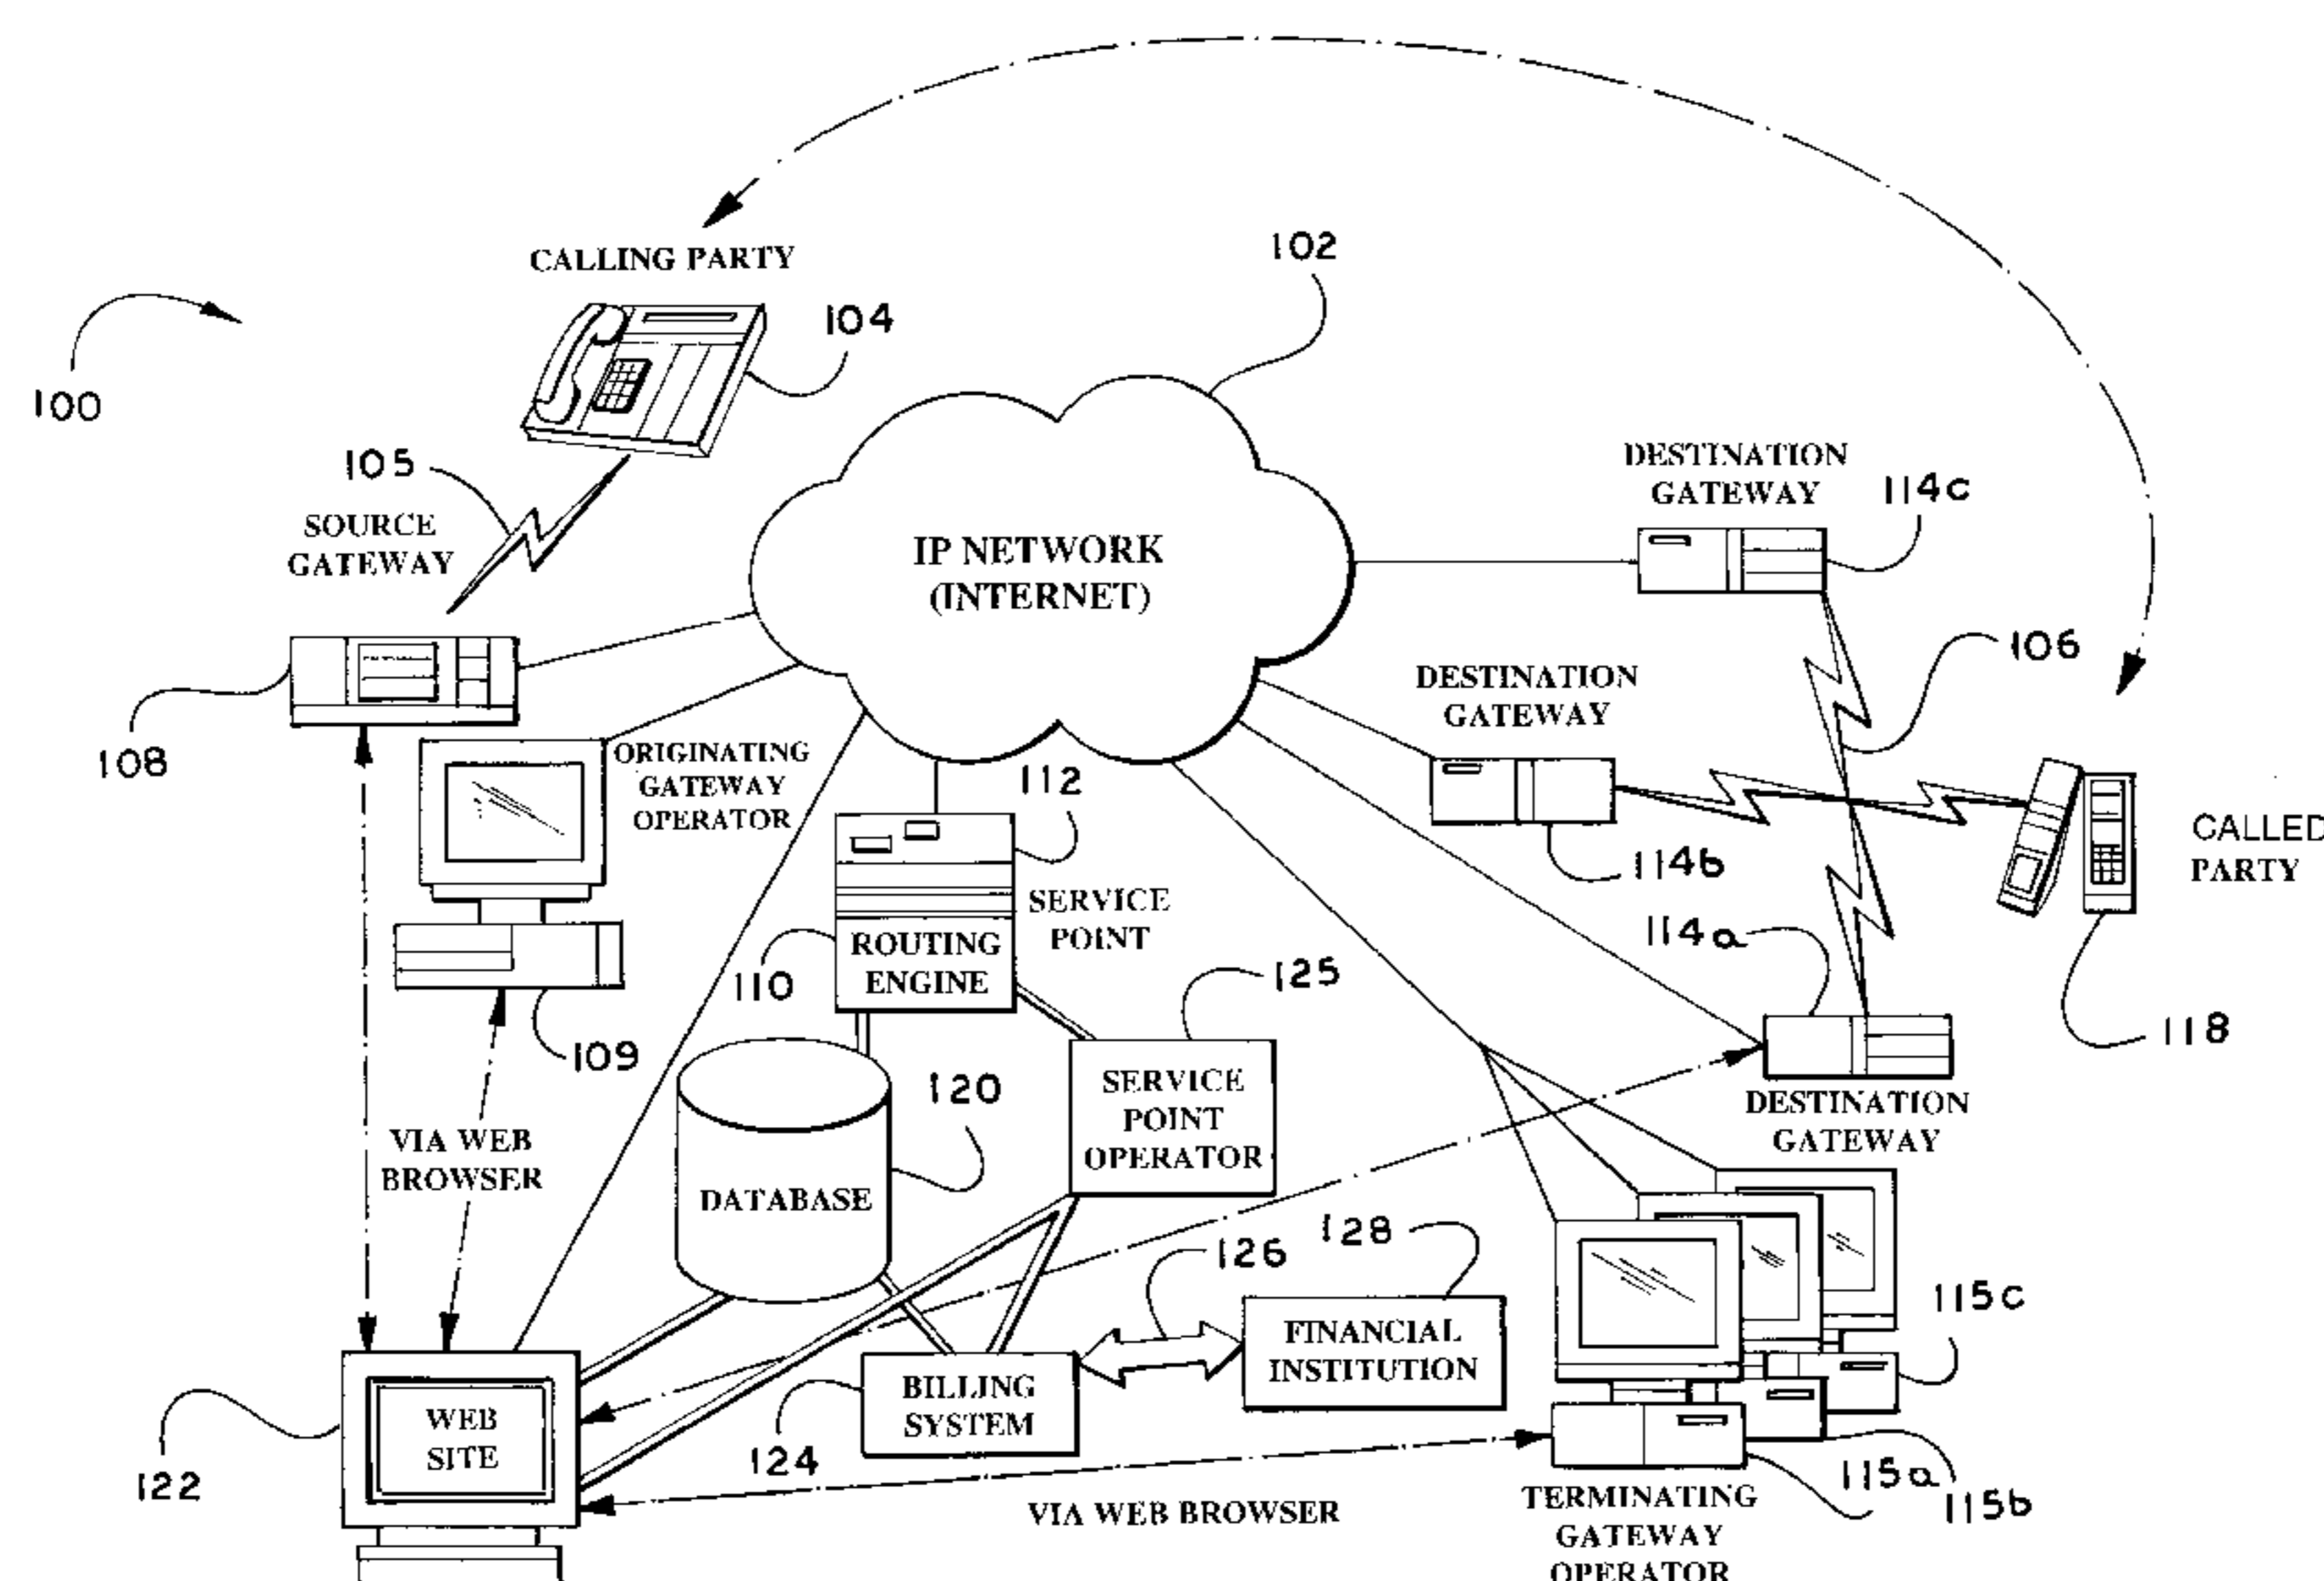 CALLING PARTY
102
104
100
105
SOURCE
GATEWAY
IP NETWORK
(INTERNET)
DESTINATION
GATEWAY
114c
106
108
DESTINATION
GATEWAY
ORIGINATING
GATEWAY
OPERATOR
112
114b
CALLED
PARTY
SERVICE
POINT
110
ROUTING
ENGINE
114a
125
118
109
120
SERVICE
POINT
OPERATOR
DESTINATION
GATEWAY
VIA WEB
BROWSER
DATABASE
126
128
115c
FINANCIAL
INSTITUTION
BILLING
SYSTEM
WEB
SITE
122
124
115a
115b
VIA WEB BROWSER
TERMINATING
GATEWAY
OPERATOR